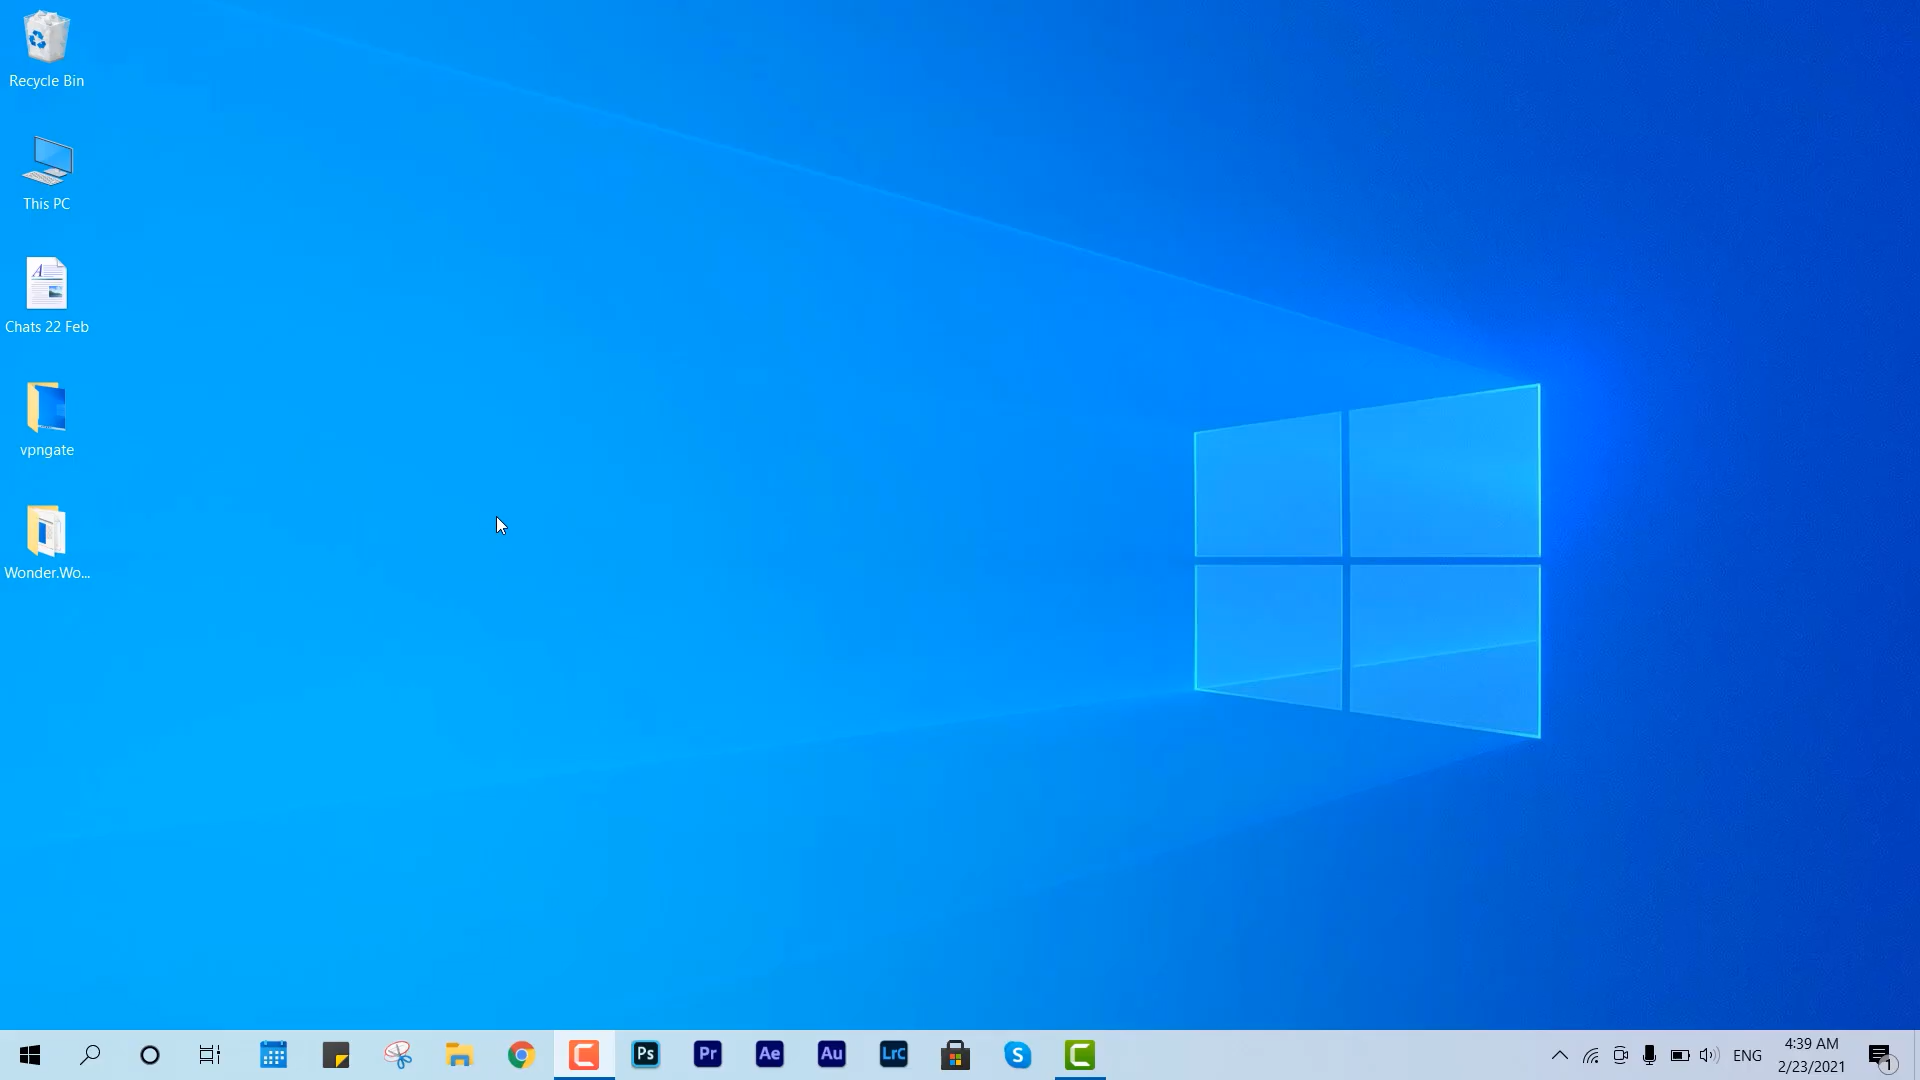 Recycle Bin
This PC
Chats 22 Feb
vpngate
Wonder.Wo...
Ps
Pr
Ae
Au
LrC
S
ENG
4:39 AM
2/23/2021
1